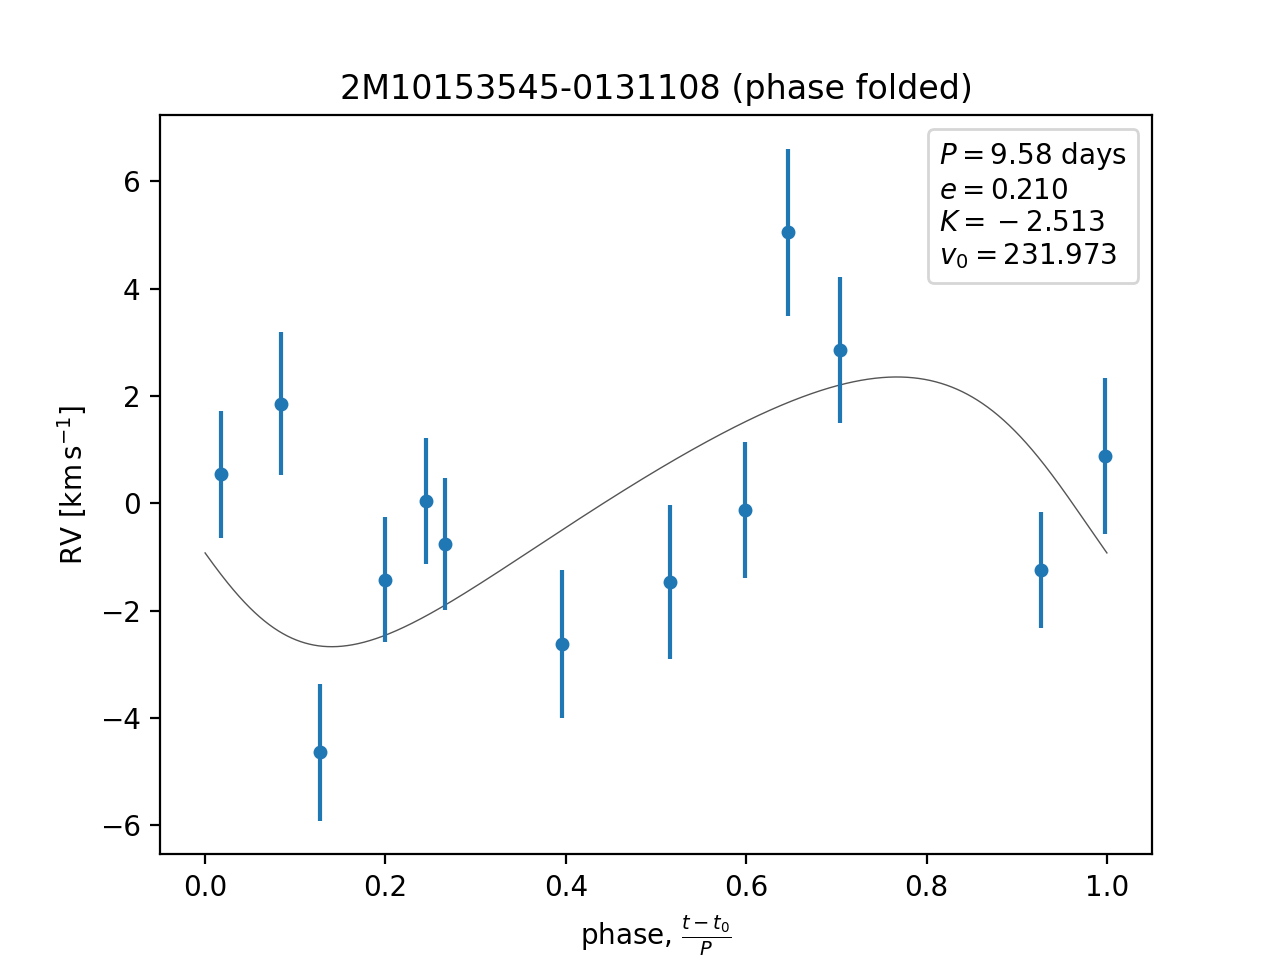 2M10153545-0131108 (phase folded)
P = 9.58 days
e = 0.210
K = −2.513
v₀ = 231.973
RV [km s⁻¹]
6
4
2
0
−2
−4
−6
0.0 0.2 0.4 0.6 0.8 1.0
phase, (t − t₀)/P